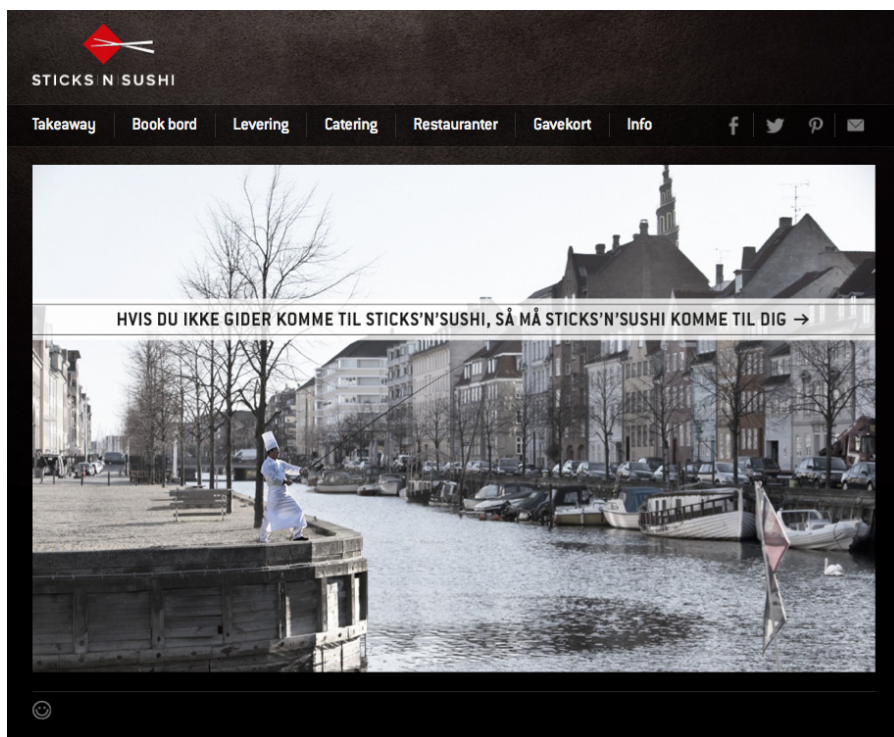 STICKS'N'SUSHI
Takeaway Book bord Levering Catering Restauranter Gavekort Info
HVIS DU IKKE GIDER KOMME TIL STICKS'N'SUSHI, SÅ MÅ STICKS'N'SUSHI KOMME TIL DIG →